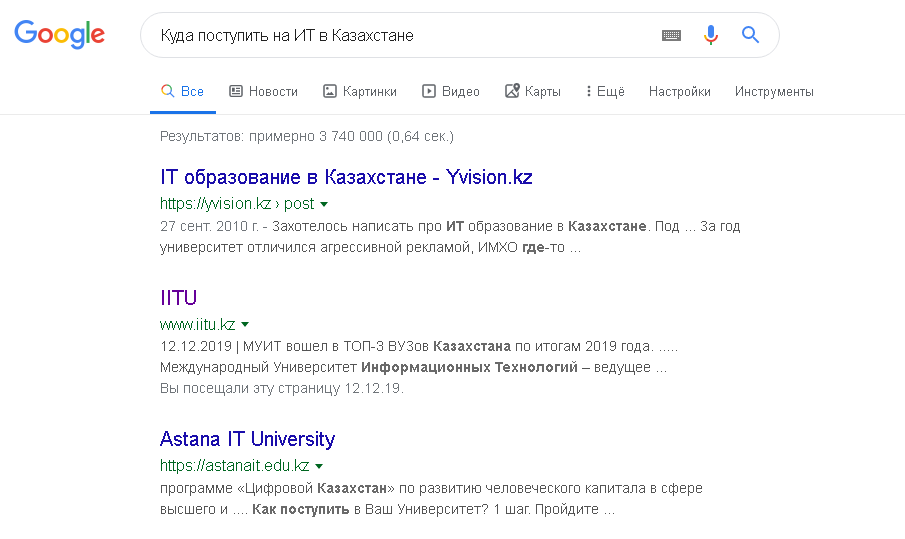 Google
Куда поступить на ИТ в Казахстане
Все Новости Картинки Видео Карты Ещё Настройки Инструменты
Результатов: примерно 3 740 000 (0,64 сек.)
IT образование в Казахстане - Yvision.kz
https://yvision.kz › post
27 сент. 2010 г. - Захотелось написать про ИТ образование в Казахстане. Под ... За год
университет отличился агрессивной рекламой, ИМХО где-то ...
IITU
www.iitu.kz
12.12.2019 | МУИТ вошел в ТОП-3 ВУЗов Казахстана по итогам 2019 года. .....
Международный Университет Информационных Технологий – ведущее ...
Вы посещали эту страницу 12.12.19.
Astana IT University
https://astanait.edu.kz
программе «Цифровой Казахстан» по развитию человеческого капитала в сфере
высшего и .... Как поступить в Ваш Университет? 1 шаг. Пройдите ...